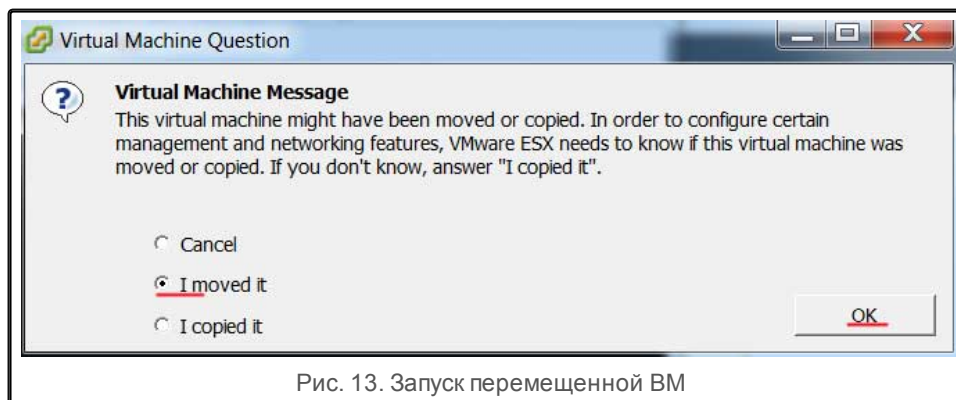 Virtual Machine Question
Virtual Machine Message
This virtual machine might have been moved or copied. In order to configure certain
management and networking features, VMware ESX needs to know if this virtual machine was
moved or copied. If you don't know, answer "I copied it".
Cancel
I moved it
I copied it
OK
Рис. 13. Запуск перемещенной ВМ